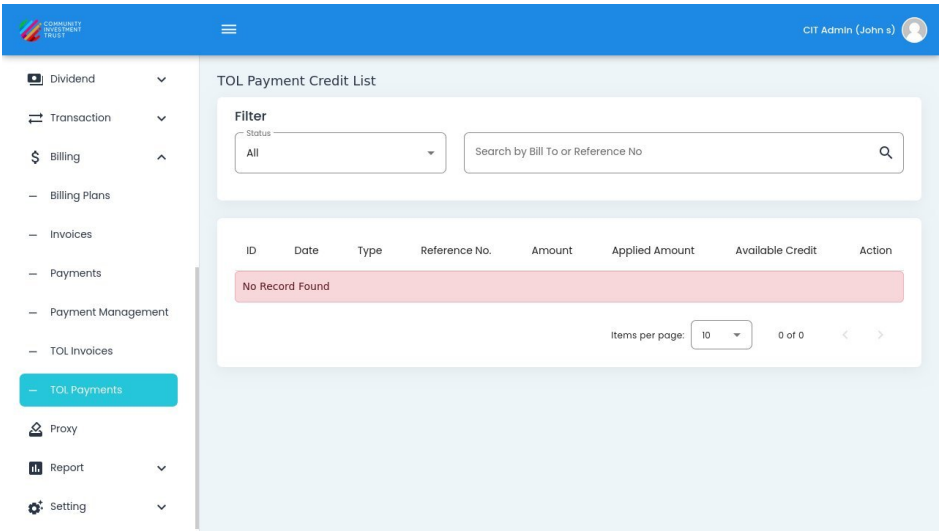 COMMUNITY
INVESTMENT
TRUST
CIT Admin (John s)
Dividend
Transaction
$ Billing
– Billing Plans
– Invoices
– Payments
– Payment Management
– TOL Invoices
– TOL Payments
Proxy
Report
Setting
TOL Payment Credit List
Filter
Status
All
Search by Bill To or Reference No
ID Date Type Reference No. Amount Applied Amount Available Credit Action
No Record Found
Items per page: 10 0 of 0 < >